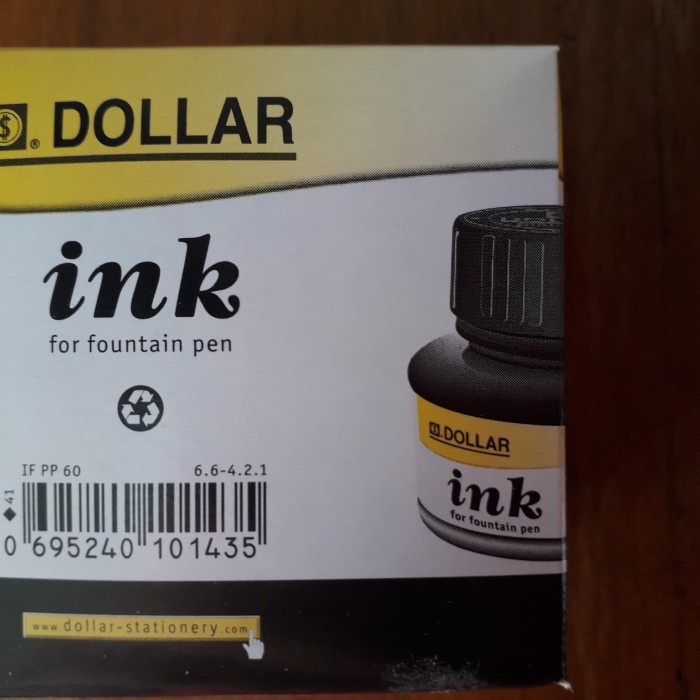 $® DOLLAR
ink
for fountain pen
IF PP 60 6.6-4.2.1
41
0 695240 101435
www.dollar-stationery.com
$.DOLLAR
ink
for fountain pen